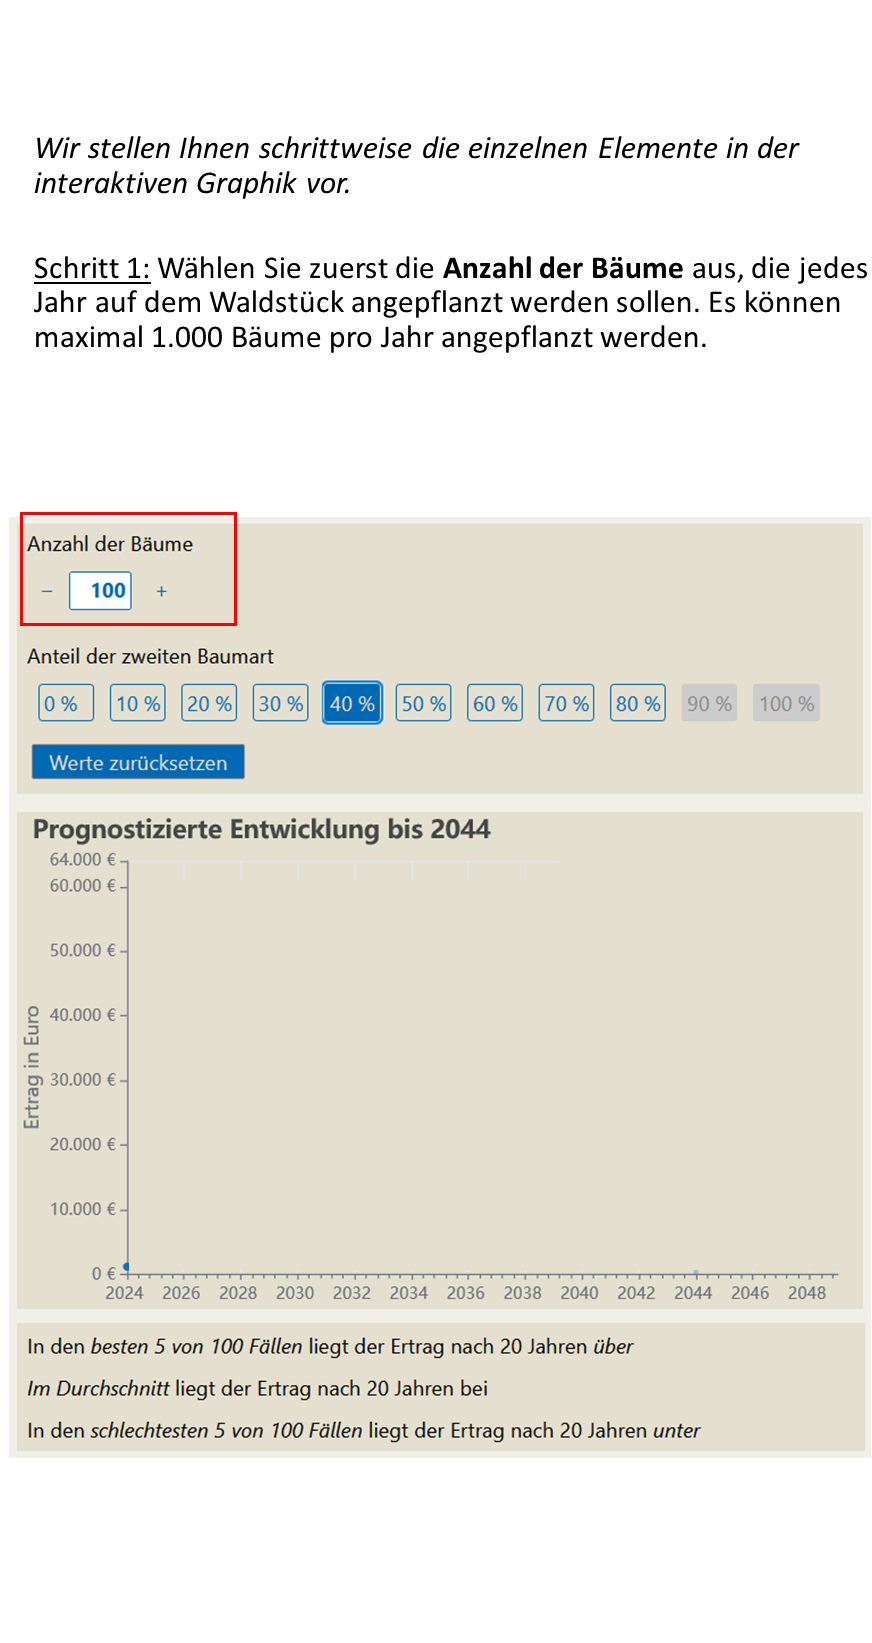 Wir stellen Ihnen schrittweise die einzelnen Elemente in der
interaktiven Graphik vor.
Schritt 1: Wählen Sie zuerst die Anzahl der Bäume aus, die jedes
Jahr auf dem Waldstück angepflanzt werden sollen. Es können
maximal 1.000 Bäume pro Jahr angepflanzt werden.
Anzahl der Bäume
− 100 +
Anteil der zweiten Baumart
0 % 10 % 20 % 30 % 40 % 50 % 60 % 70 % 80 % 90 % 100 %
Werte zurücksetzen
Prognostizierte Entwicklung bis 2044
64.000 €
60.000 €
50.000 €
40.000 €
30.000 €
20.000 €
10.000 €
0 €
Ertrag in Euro
2024 2026 2028 2030 2032 2034 2036 2038 2040 2042 2044 2046 2048
In den besten 5 von 100 Fällen liegt der Ertrag nach 20 Jahren über
Im Durchschnitt liegt der Ertrag nach 20 Jahren bei
In den schlechtesten 5 von 100 Fällen liegt der Ertrag nach 20 Jahren unter